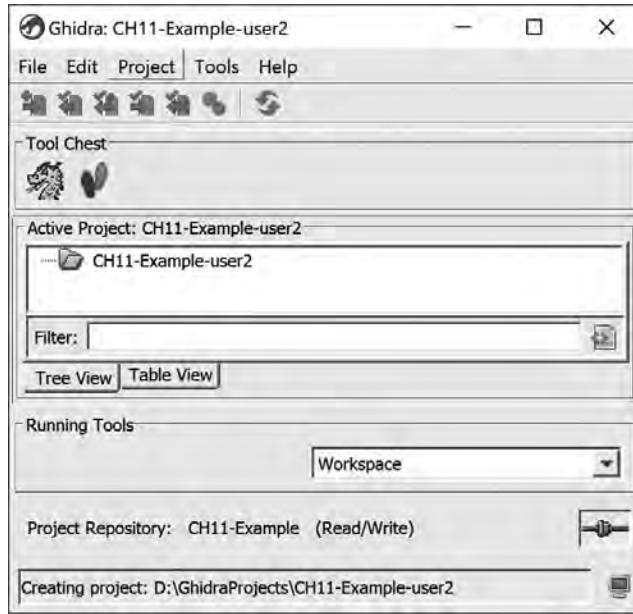 Ghidra: CH11-Example-user2
File Edit Project Tools Help
Tool Chest
Active Project: CH11-Example-user2
CH11-Example-user2
Filter:
Tree View Table View
Running Tools
Workspace
Project Repository: CH11-Example (Read/Write)
Creating project: D:\GhidraProjects\CH11-Example-user2